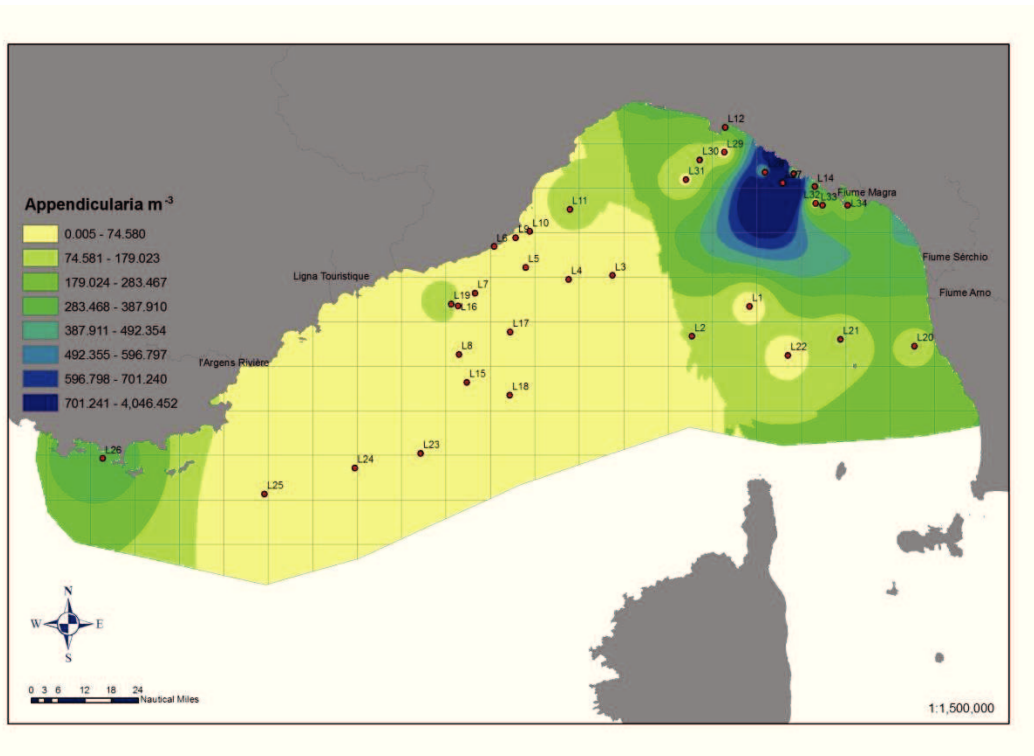 Appendicularia m-3
0.005 - 74.580
74.581 - 179.023
179.024 - 283.467
283.468 - 387.910
387.911 - 492.354
492.355 - 596.797
596.798 - 701.240
701.241 - 4,046.452
L12
L29
L30
L31
L14
Fiume Magra
L32
L33
L34
L11
L10
L9
L6
L5
L4
L3
Fiume Sèrchio
Ligna Touristique
Fiume Arno
L7
L19
L16
L1
L17
L2
L21
L20
L22
l'Argens Rivière
L8
L15
L18
L26
L23
L24
L25
N
W
E
S
0 3 6 12 18 24
Nautical Miles
1:1,500,000